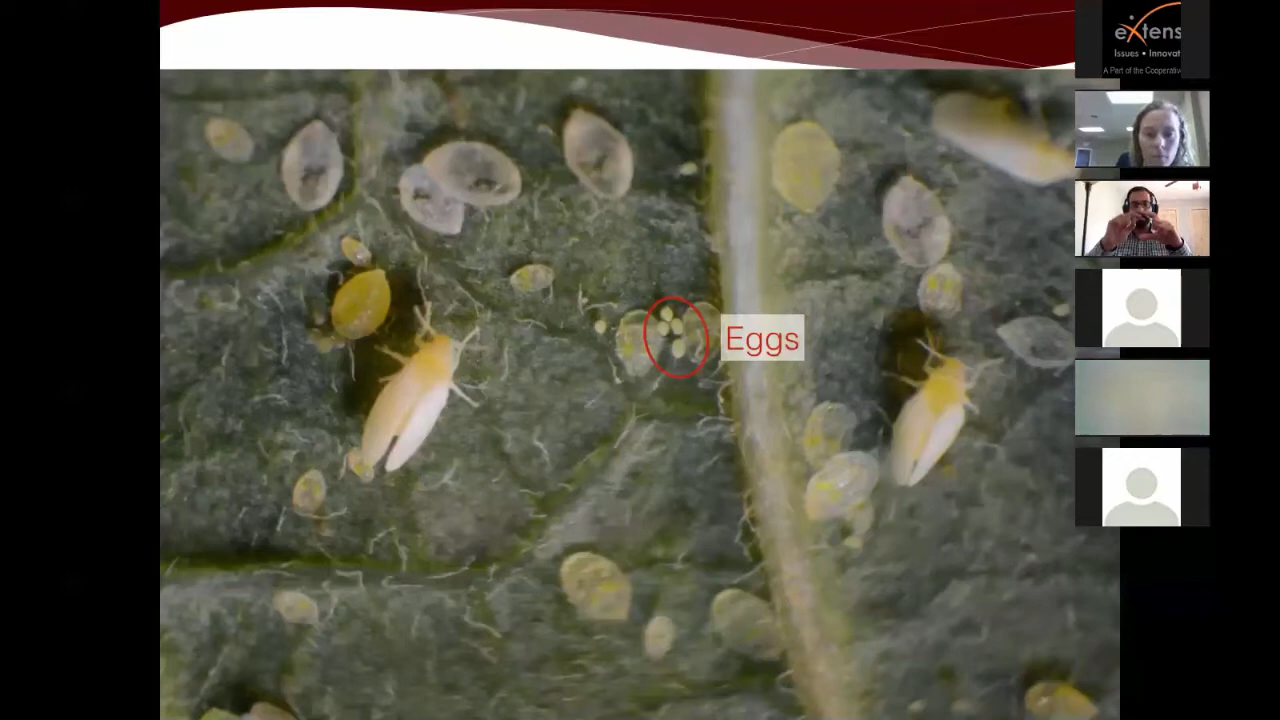 eXtens
Issues • Innovat
A Part of the Cooperativ
Eggs